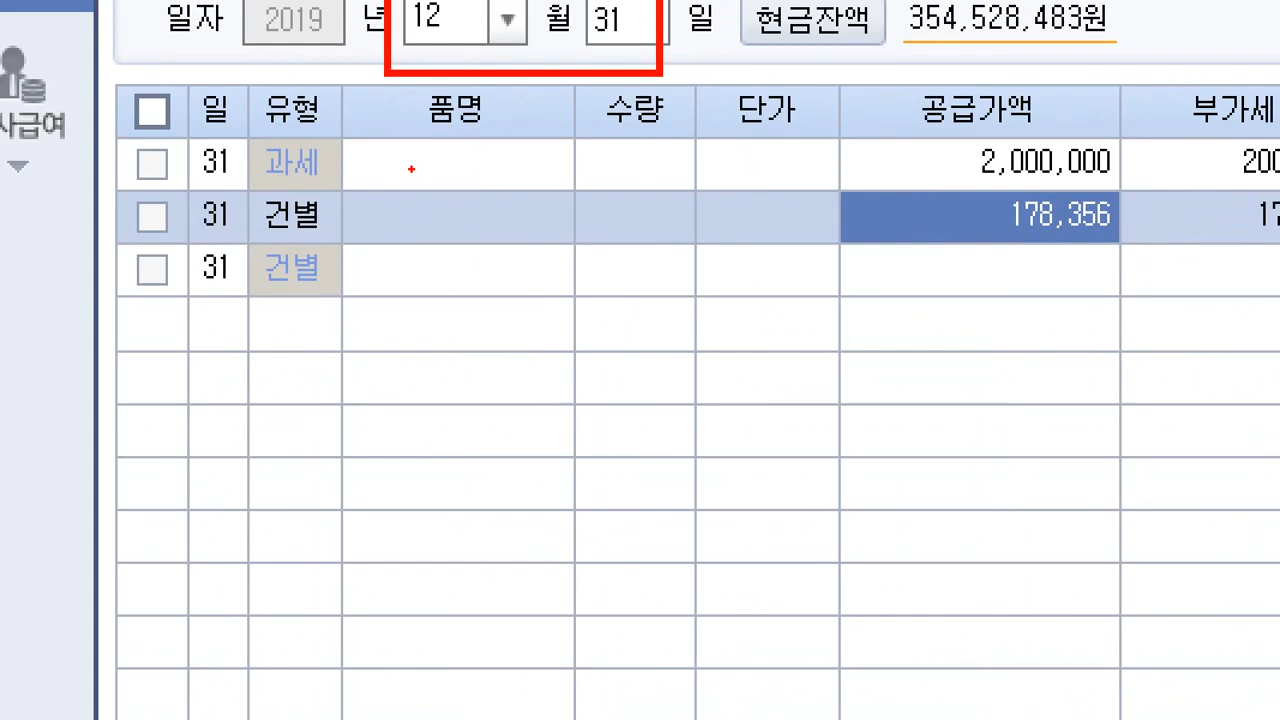 일자 2019 년 12 월 31 일 현금잔액 354,528,483원
사급여
일 유형 품명 수량 단가 공급가액 부가세
31 과세 2,000,000 200
31 건별 178,356 17
31 건별